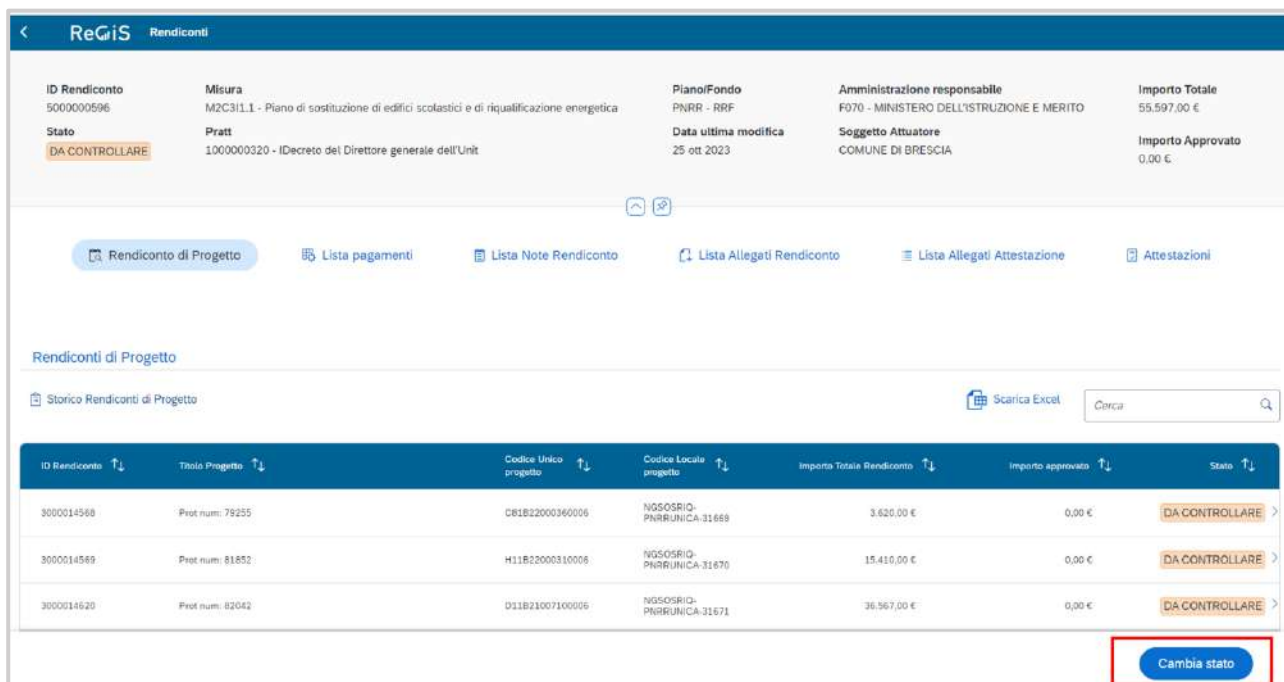 ReGiS Rendiconti
ID Rendiconto Misura Piano/Fondo Amministrazione responsabile Importo Totale
5000000596 M2C3I1.1 - Piano di sostituzione di edifici scolastici e di riqualificazione energetica PNRR - RRF F070 - MINISTERO DELL'ISTRUZIONE E MERITO 55.597,00 €
Stato Pratt Data ultima modifica Soggetto Attuatore Importo Approvato
DA CONTROLLARE 1000000320 - IDecreto del Direttore generale dell'Unit 25 ott 2023 COMUNE DI BRESCIA 0,00 €
Rendiconto di Progetto Lista pagamenti Lista Note Rendiconto Lista Allegati Rendiconto Lista Allegati Attestazione Attestazioni
Rendiconti di Progetto
Storico Rendiconti di Progetto Scarica Excel Cerca
ID Rendiconto Titolo Progetto Codice Unico progetto Codice Locale progetto Importo Totale Rendiconto Importo approvato Stato
3000014568 Prot num: 79255 C81B22000360006 NGSOSRIQ-PNRRUNICA-31669 3.620,00 € 0,00 € DA CONTROLLARE
3000014569 Prot num: 81852 H11B22000310006 NGSOSRIQ-PNRRUNICA-31670 15.410,00 € 0,00 € DA CONTROLLARE
3000014620 Prot num: 82042 D11B21007100006 NGSOSRIQ-PNRRUNICA-31671 36.567,00 € 0,00 € DA CONTROLLARE
Cambia stato